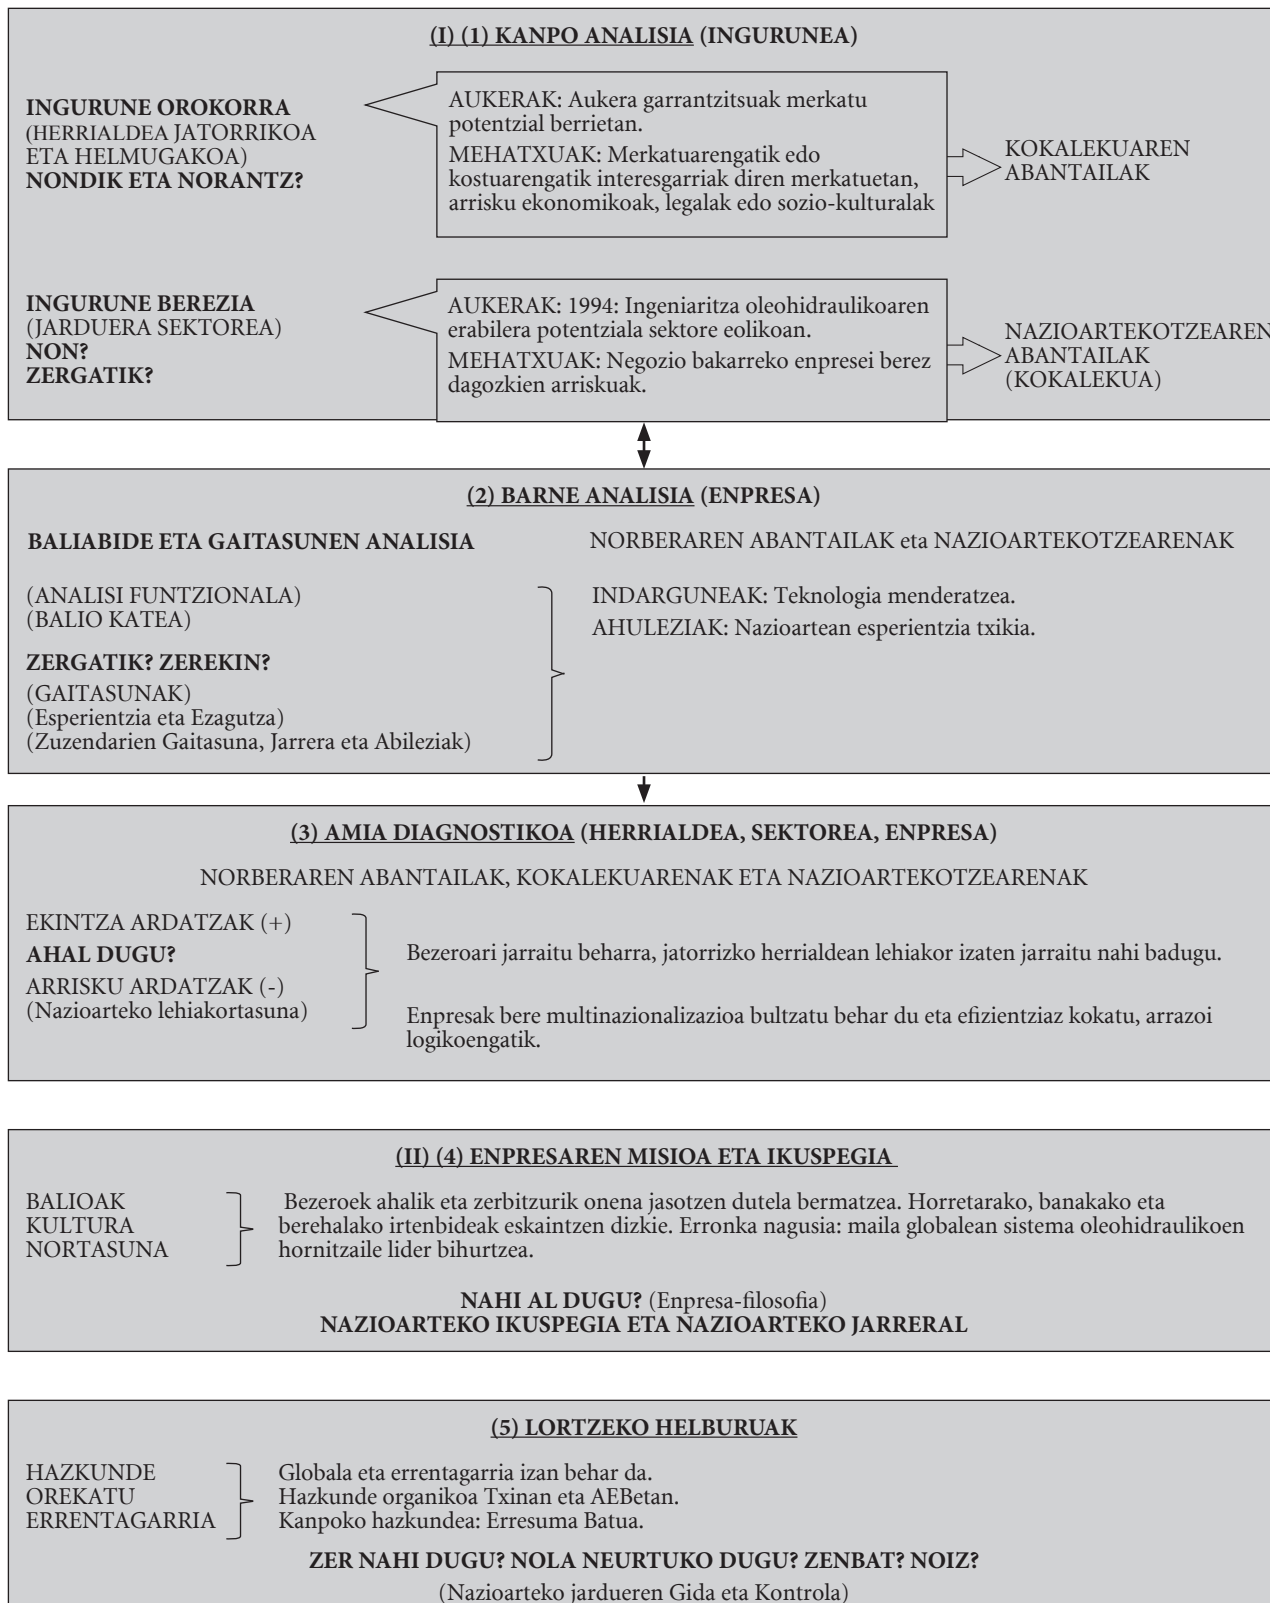 (I) (1) KANPO ANALISIA (INGURUNEA)
INGURUNE OROKORRA
(HERRIALDEA JATORRIKOA
ETA HELMUGAKOA)
NONDIK ETA NORANTZ?
AUKERAK: Aukera garrantzitsuak merkatu
potentzial berrietan.
MEHATXUAK: Merkatuarengatik edo
kostuarengatik interesgarriak diren merkatuetan,
arrisku ekonomikoak, legalak edo sozio-kulturalak
KOKALEKUAREN
ABANTAILAK
INGURUNE BEREZIA
(JARDUERA SEKTOREA)
NON?
ZERGATIK?
AUKERAK: 1994: Ingeniaritza oleohidraulikoaren
erabilera potentziala sektore eolikoan.
MEHATXUAK: Negozio bakarreko enpresei berez
dagozkien arriskuak.
NAZIOARTEKOTZEAREN
ABANTAILAK
(KOKALEKUA)
(2) BARNE ANALISIA (ENPRESA)
BALIABIDE ETA GAITASUNEN ANALISIA
NORBERAREN ABANTAILAK eta NAZIOARTEKOTZEARENAK
(ANALISI FUNTZIONALA)
(BALIO KATEA)
ZERGATIK? ZEREKIN?
(GAITASUNAK)
(Esperientzia eta Ezagutza)
(Zuzendarien Gaitasuna, Jarrera eta Abileziak)
INDARGUNEAK: Teknologia menderatzea.
AHULEZIAK: Nazioartean esperientzia txikia.
(3) AMIA DIAGNOSTIKOA (HERRIALDEA, SEKTOREA, ENPRESA)
NORBERAREN ABANTAILAK, KOKALEKUARENAK ETA NAZIOARTEKOTZEARENAK
EKINTZA ARDATZAK (+)
AHAL DUGU?
ARRISKU ARDATZAK (-)
(Nazioarteko lehiakortasuna)
Bezeroari jarraitu beharra, jatorrizko herrialdean lehiakor izaten jarraitu nahi badugu.
Enpresak bere multinazionalizazioa bultzatu behar du eta efizientziaz kokatu, arrazoi
logikoengatik.
(II) (4) ENPRESAREN MISIOA ETA IKUSPEGIA
BALIOAK
KULTURA
NORTASUNA
Bezeroek ahalik eta zerbitzurik onena jasotzen dutela bermatzea. Horretarako, banakako eta
berehalako irtenbideak eskaintzen dizkie. Erronka nagusia: maila globalean sistema oleohidraulikoen
hornitzaile lider bihurtzea.
NAHI AL DUGU? (Enpresa-filosofia)
NAZIOARTEKO IKUSPEGIA ETA NAZIOARTEKO JARRERAL
(5) LORTZEKO HELBURUAK
HAZKUNDE
OREKATU
ERRENTAGARRIA
Globala eta errentagarria izan behar da.
Hazkunde organikoa Txinan eta AEBetan.
Kanpoko hazkundea: Erresuma Batua.
ZER NAHI DUGU? NOLA NEURTUKO DUGU? ZENBAT? NOIZ?
(Nazioarteko jardueren Gida eta Kontrola)